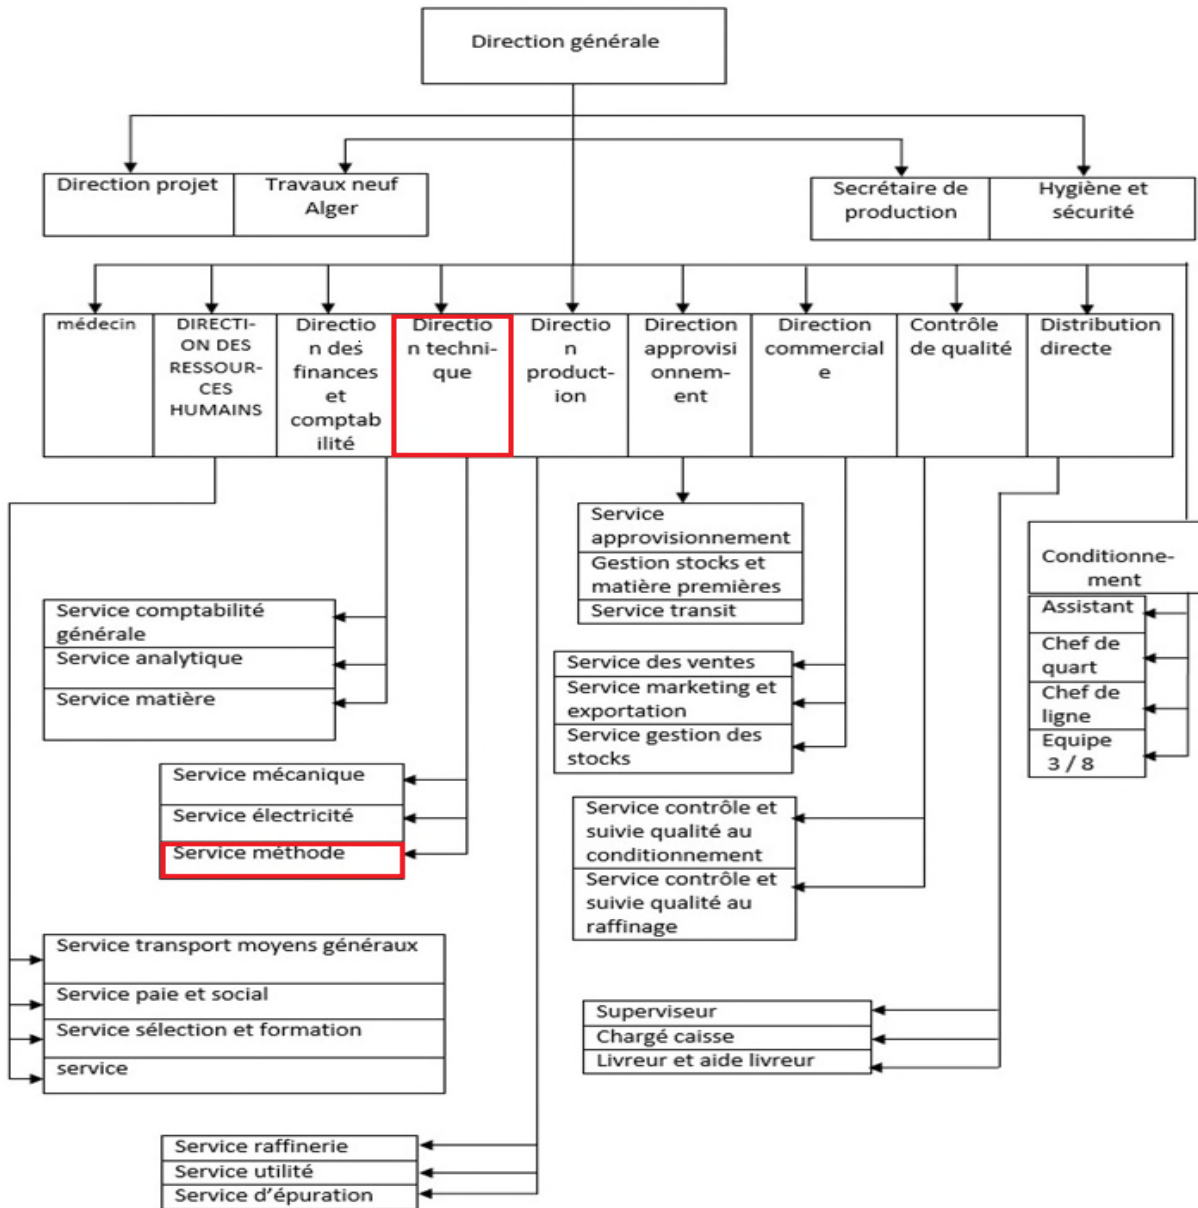 Direction générale
Direction projet
Travaux neuf
Alger
Secrétaire de
production
Hygiène et
sécurité
médecin
DIRECTI-
ON DES
RESSOUR-
CES
HUMAINS
Directio
n des
finances
et
comptab
ilité
Directio
n techni-
que
Directio
n
product-
ion
Direction
approvisi
onnem-
ent
Direction
commercial
e
Contrôle
de qualité
Distribution
directe
Service
approvisionnement
Gestion stocks et
matière premières
Service transit
Conditionne-
ment
Assistant
Chef de
quart
Chef de
ligne
Equipe
3 / 8
Service comptabilité
générale
Service analytique
Service matière
Service des ventes
Service marketing et
exportation
Service gestion des
stocks
Service mécanique
Service électricité
Service méthode
Service contrôle et
suivie qualité au
conditionnement
Service contrôle et
suivie qualité au
raffinage
Service transport moyens généraux
Service paie et social
Service sélection et formation
service
Superviseur
Chargé caisse
Livreur et aide livreur
Service raffinerie
Service utilité
Service d'épuration